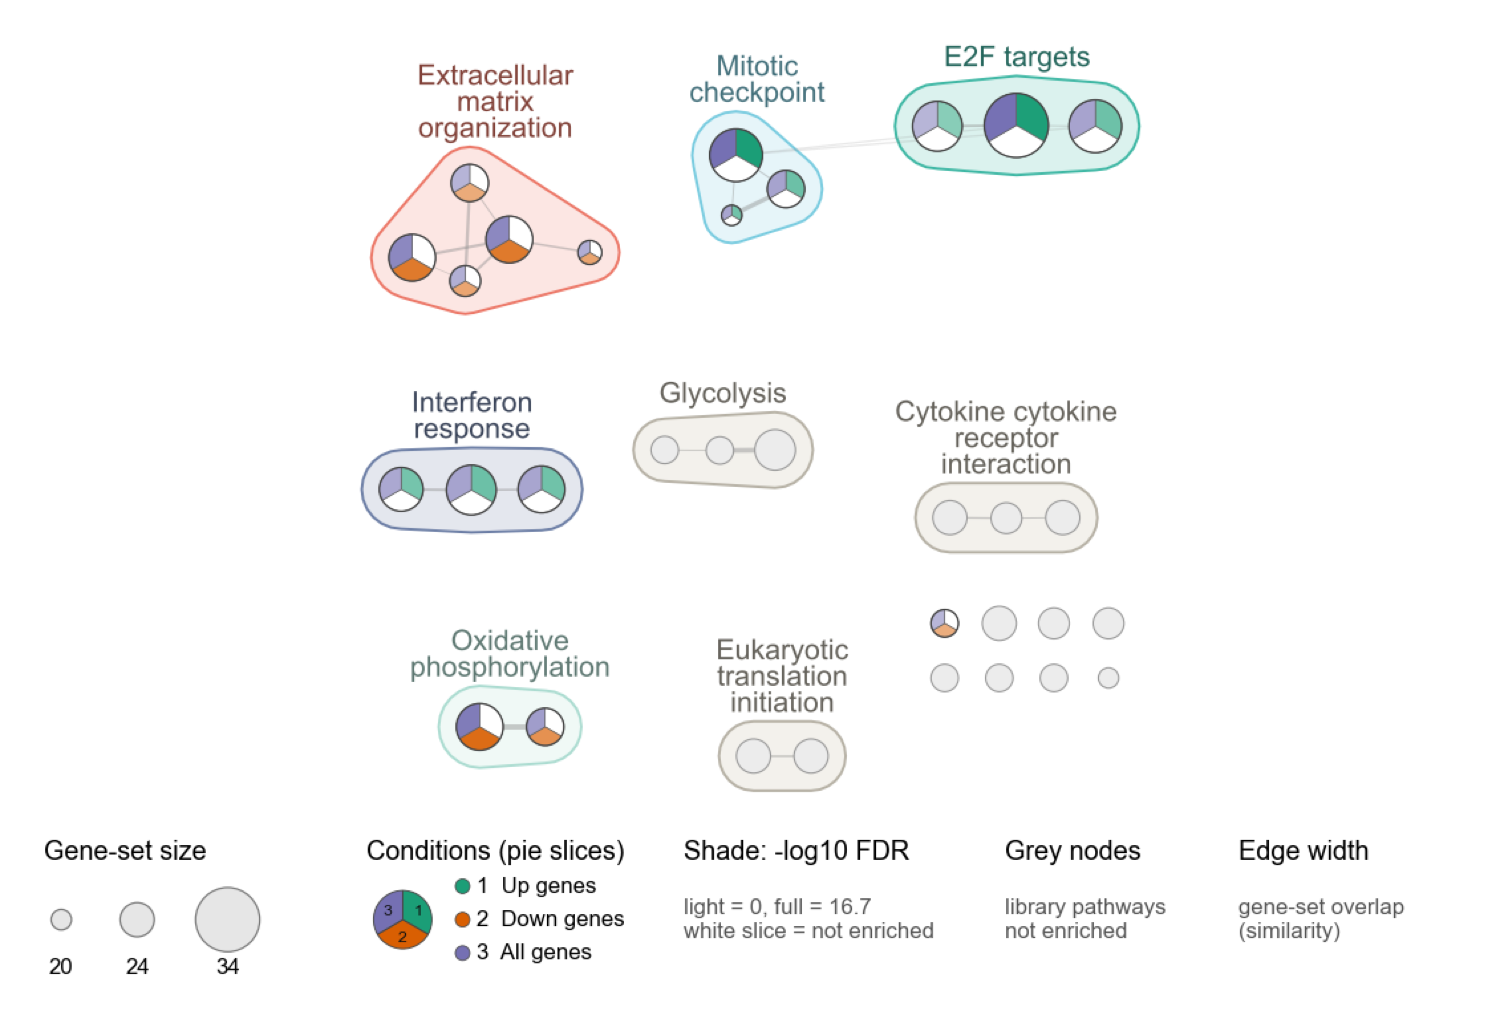 Extracellular
matrix
organization
Mitotic
checkpoint
E2F targets
Interferon
response
Glycolysis
Cytokine cytokine
receptor
interaction
Oxidative
phosphorylation
Eukaryotic
translation
initiation
Gene-set size
20
24
34
Conditions (pie slices)
3
1
2
1 Up genes
2 Down genes
3 All genes
Shade: -log10 FDR
light = 0, full = 16.7
white slice = not enriched
Grey nodes
library pathways
not enriched
Edge width
gene-set overlap
(similarity)